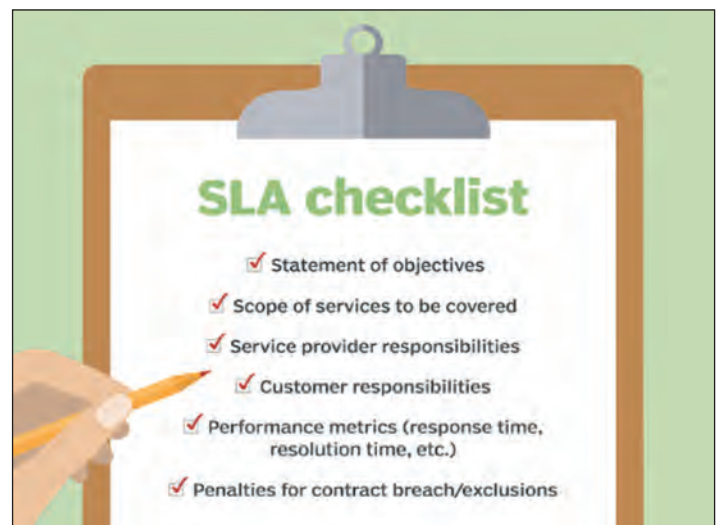 SLA checklist
Statement of objectives
Scope of services to be covered
Service provider responsibilities
Customer responsibilities
Performance metrics (response time,
resolution time, etc.)
Penalties for contract breach/exclusions